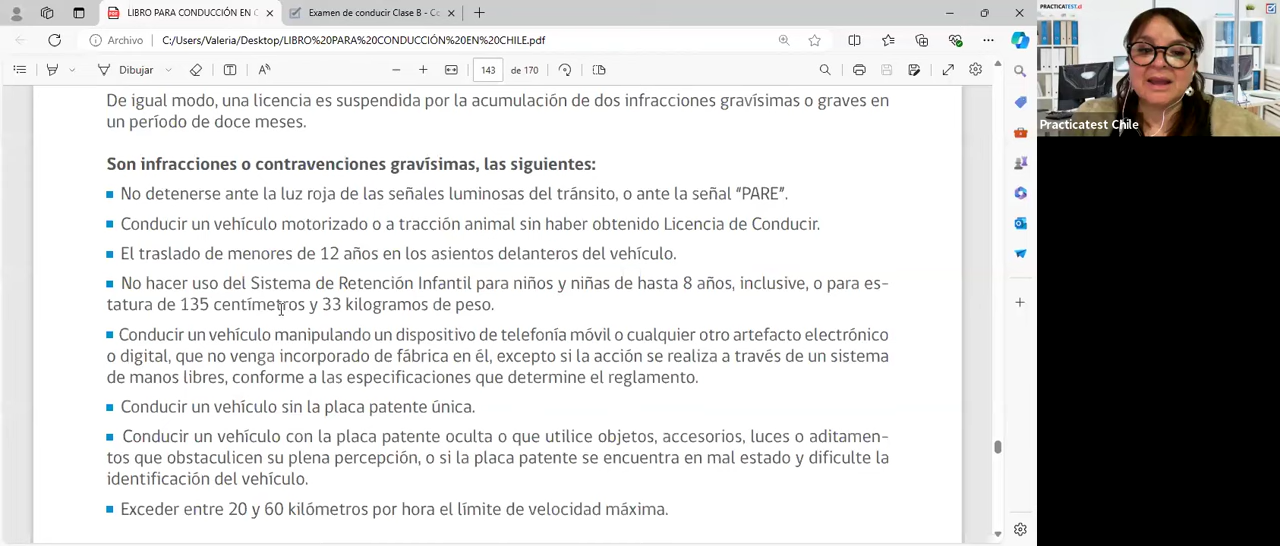 LIBRO PARA CONDUCCIÓN EN C
Examen de conducir Clase B - Co
Archivo
C:/Users/Valeria/Desktop/LIBRO%20PARA%20CONDUCCIÓN%20EN%20CHILE.pdf
Dibujar
143
de 170
PRACTICATEST.cl
Practicatest Chile
De igual modo, una licencia es suspendida por la acumulación de dos infracciones gravísimas o graves en
un período de doce meses.
Son infracciones o contravenciones gravísimas, las siguientes:
No detenerse ante la luz roja de las señales luminosas del tránsito, o ante la señal “PARE”.
Conducir un vehículo motorizado o a tracción animal sin haber obtenido Licencia de Conducir.
El traslado de menores de 12 años en los asientos delanteros del vehículo.
No hacer uso del Sistema de Retención Infantil para niños y niñas de hasta 8 años, inclusive, o para es-
tatura de 135 centímetros y 33 kilogramos de peso.
Conducir un vehículo manipulando un dispositivo de telefonía móvil o cualquier otro artefacto electrónico
o digital, que no venga incorporado de fábrica en él, excepto si la acción se realiza a través de un sistema
de manos libres, conforme a las especificaciones que determine el reglamento.
Conducir un vehículo sin la placa patente única.
Conducir un vehículo con la placa patente oculta o que utilice objetos, accesorios, luces o aditamen-
tos que obstaculicen su plena percepción, o si la placa patente se encuentra en mal estado y dificulte la
identificación del vehículo.
Exceder entre 20 y 60 kilómetros por hora el límite de velocidad máxima.